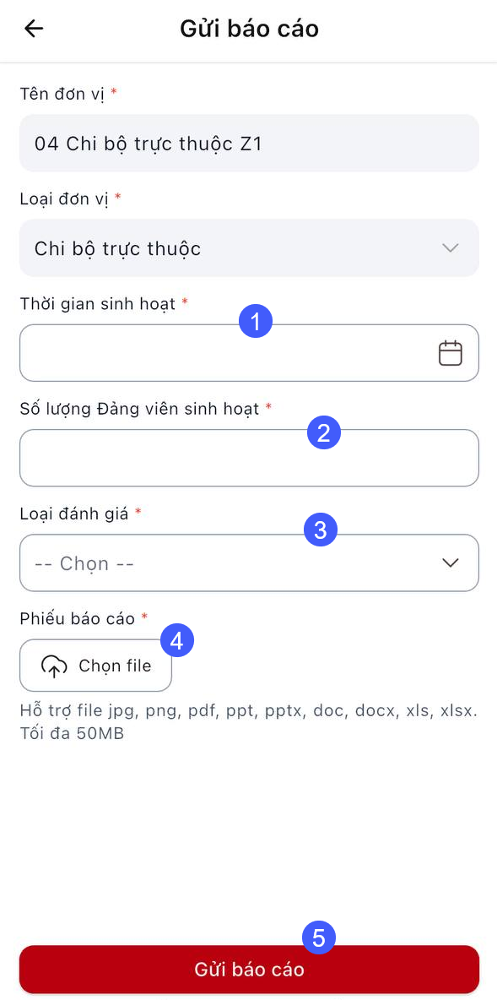 Gửi báo cáo
Tên đơn vị *
04 Chi bộ trực thuộc Z1
Loại đơn vị *
Chi bộ trực thuộc
Thời gian sinh hoạt *
1
Số lượng Đảng viên sinh hoạt *
2
Loại đánh giá *
3
-- Chọn --
Phiếu báo cáo *
4
Chọn file
Hỗ trợ file jpg, png, pdf, ppt, pptx, doc, docx, xls, xlsx.
Tối đa 50MB
5
Gửi báo cáo